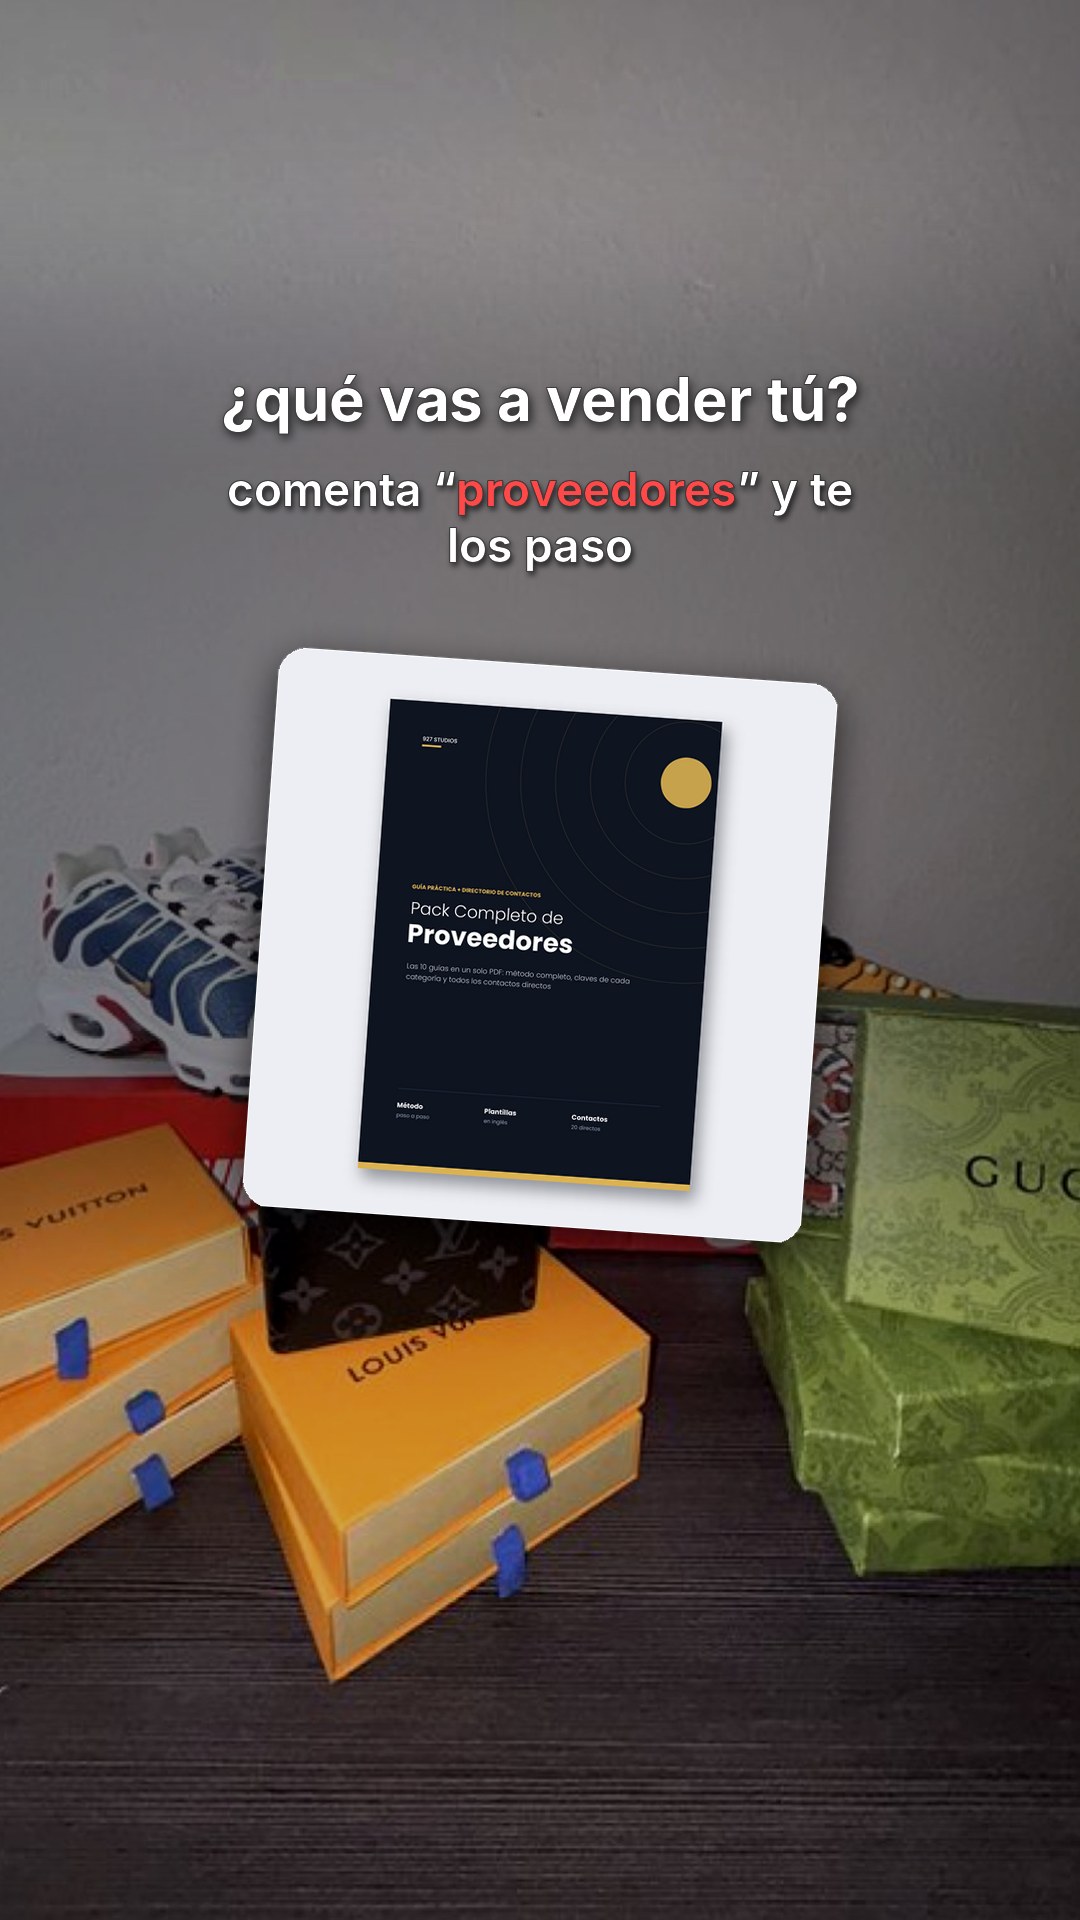 ¿qué vas a vender tú?
comenta “proveedores” y te
los paso
927 STUDIOS
GUÍA PRÁCTICA + DIRECTORIO DE CONTACTOS
Pack Completo de
Proveedores
Las 10 guías en un solo PDF: método completo, claves de cada
categoría y todos los contactos directos
Método
paso a paso
Plantillas
en inglés
Contactos
20 directos
S VUITTON
LOUIS VUI
GUC